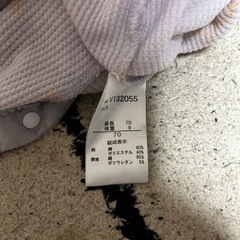 V132055
身長 70
体重 9
70
組成表示
綿 60%
ポリエステル 40%
綿 95%
ポリウレタン 5%